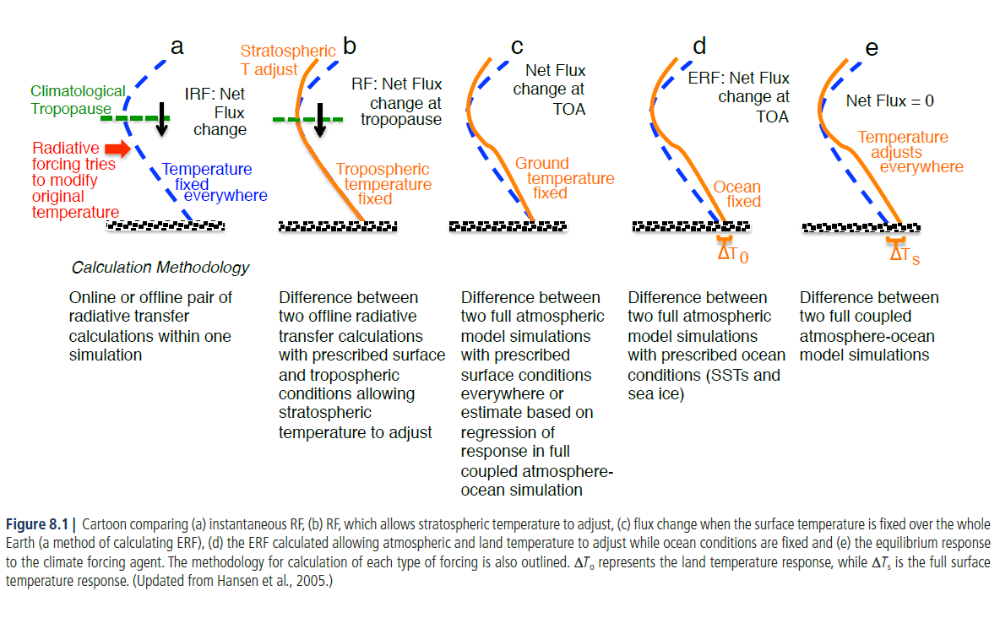 a
Climatological
Tropopause
IRF: Net
Flux
change
Radiative
forcing tries
to modify
original
temperature
Temperature
fixed
everywhere
b
Stratospheric
T adjust
RF: Net Flux
change at
tropopause
Tropospheric
temperature
fixed
c
Net Flux
change at
TOA
Ground
temperature
fixed
d
ERF: Net Flux
change at
TOA
Ocean
fixed
ΔT₀
e
Net Flux = 0
Temperature
adjusts
everywhere
ΔTₛ
Calculation Methodology
Online or offline pair of
radiative transfer
calculations within one
simulation
Difference between
two offline radiative
transfer calculations
with prescribed surface
and tropospheric
conditions allowing
stratospheric
temperature to adjust
Difference between
two full atmospheric
model simulations
with prescribed
surface conditions
everywhere or
estimate based on
regression of
response in full
coupled atmosphere-
ocean simulation
Difference between
two full atmospheric
model simulations
with prescribed ocean
conditions (SSTs and
sea ice)
Difference between
two full coupled
atmosphere-ocean
model simulations
Figure 8.1 | Cartoon comparing (a) instantaneous RF, (b) RF, which allows stratospheric temperature to adjust, (c) flux change when the surface temperature is fixed over the whole
Earth (a method of calculating ERF), (d) the ERF calculated allowing atmospheric and land temperature to adjust while ocean conditions are fixed and (e) the equilibrium response
to the climate forcing agent. The methodology for calculation of each type of forcing is also outlined. ΔTₒ represents the land temperature response, while ΔTₛ is the full surface
temperature response. (Updated from Hansen et al., 2005.)